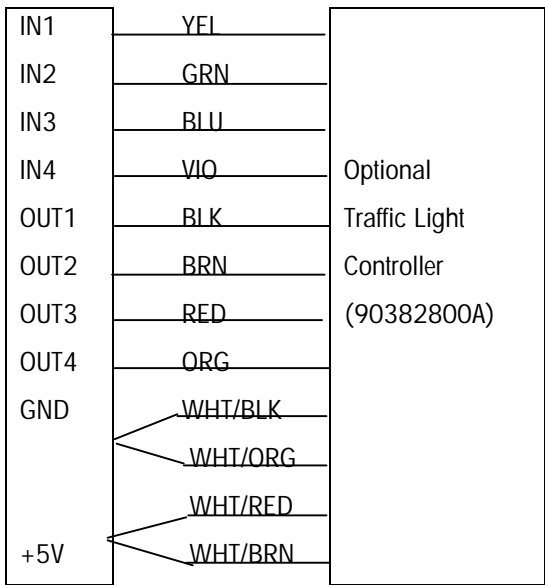 IN1 YEL
IN2 GRN
IN3 BLU
IN4 VIO Optional
OUT1 BLK Traffic Light
OUT2 BRN Controller
OUT3 RED (90382800A)
OUT4 ORG
GND WHT/BLK
WHT/ORG
WHT/RED
+5V WHT/BRN